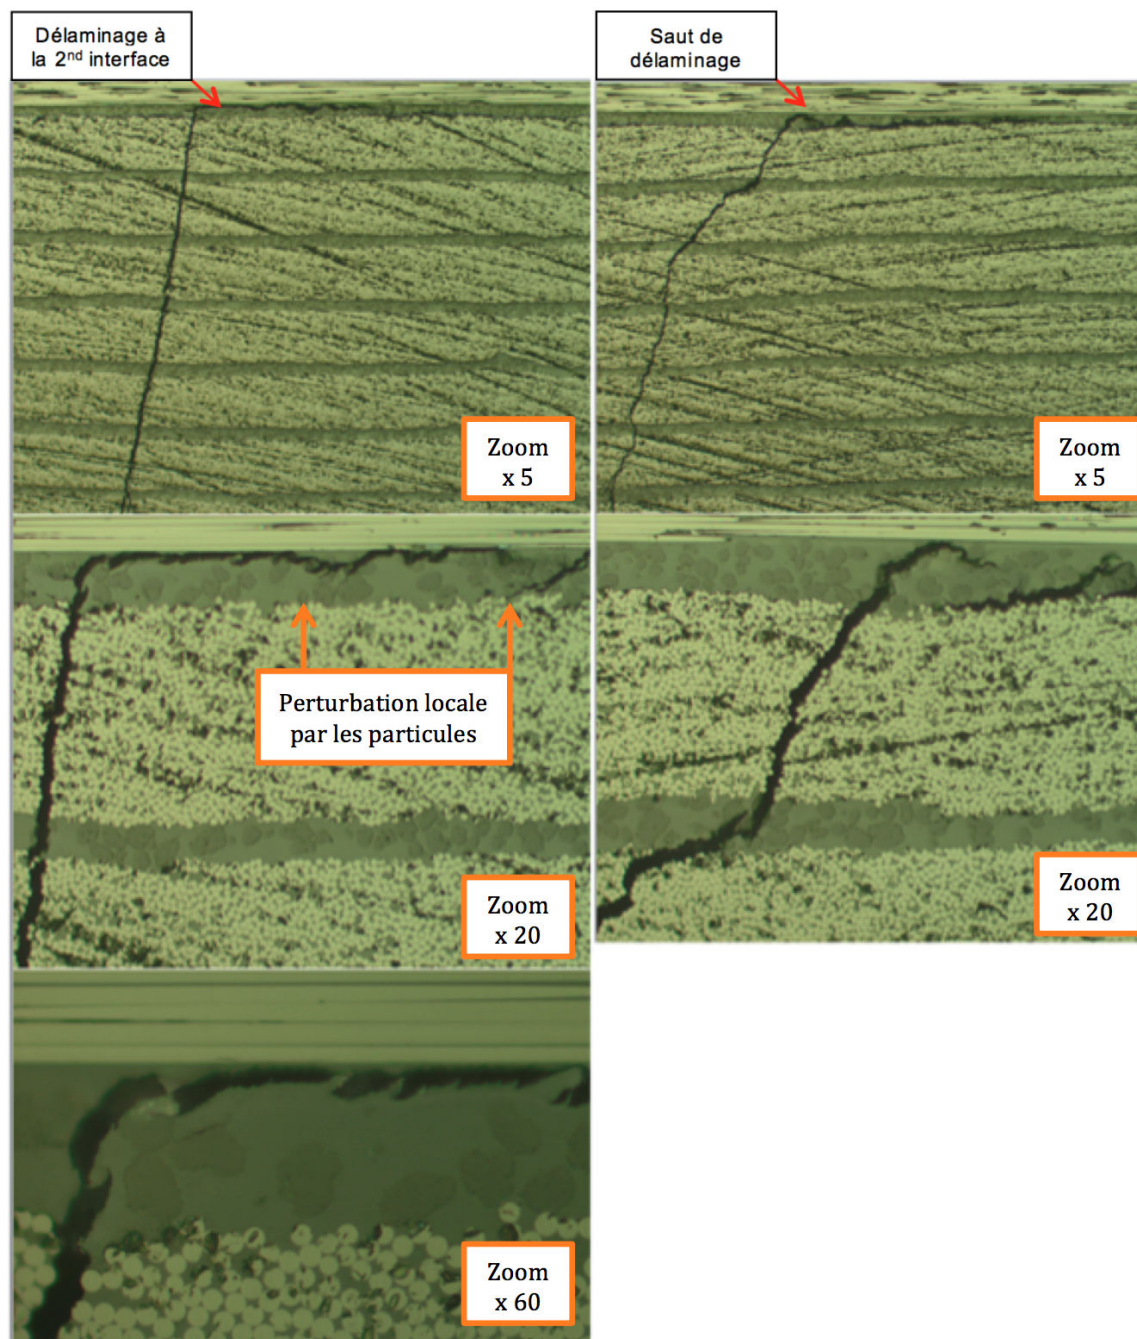 Délaminage à
la 2nd interface
Saut de
délaminage
Zoom
x 5
Zoom
x 5
Perturbation locale
par les particules
Zoom
x 20
Zoom
x 20
Zoom
x 60